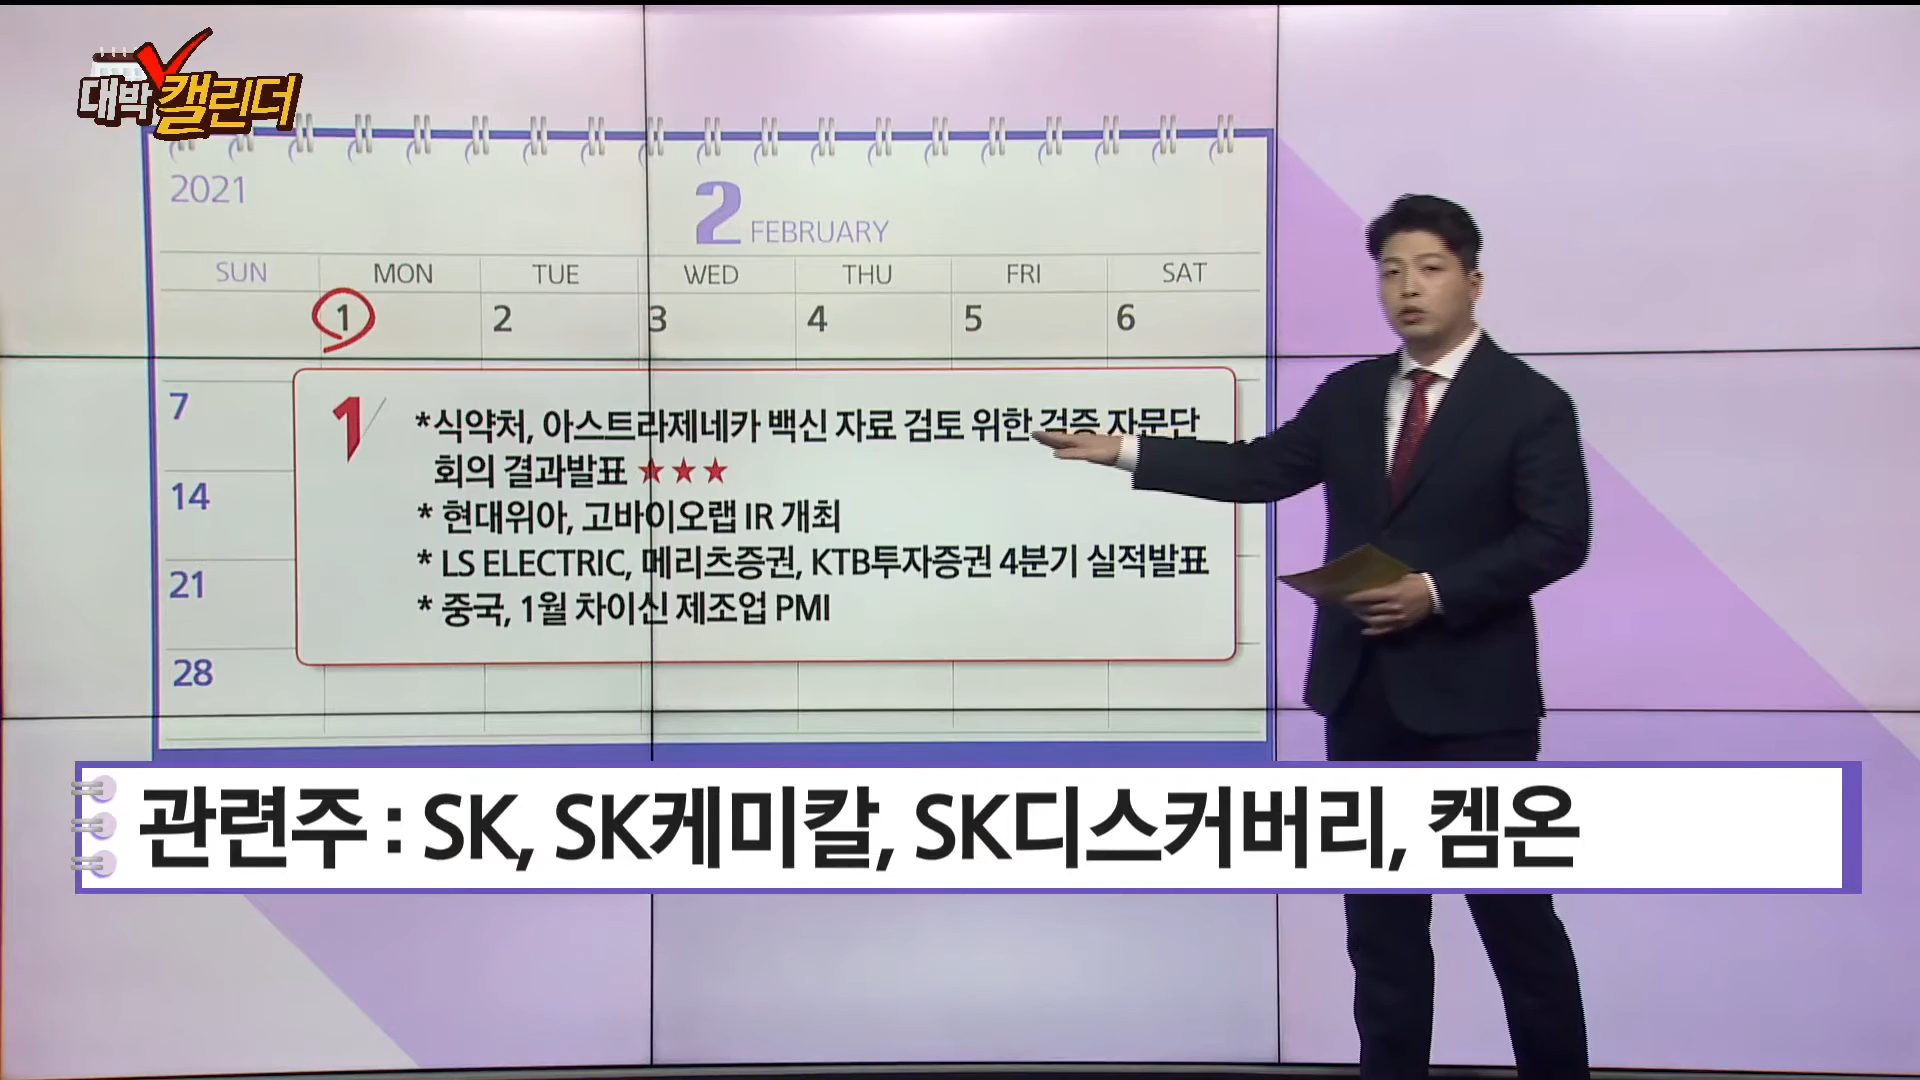 대박 캘린더
2021
2 FEBRUARY
SUN MON TUE WED THU FRI SAT
1 2 3 4 5 6
7
14
21
28
1
*식약처, 아스트라제네카 백신 자료 검토 위한 검증 자문단
회의 결과발표 ★★★
* 현대위아, 고바이오랩 IR 개최
* LS ELECTRIC, 메리츠증권, KTB투자증권 4분기 실적발표
* 중국, 1월 차이신 제조업 PMI
관련주 : SK, SK케미칼, SK디스커버리, 켐온